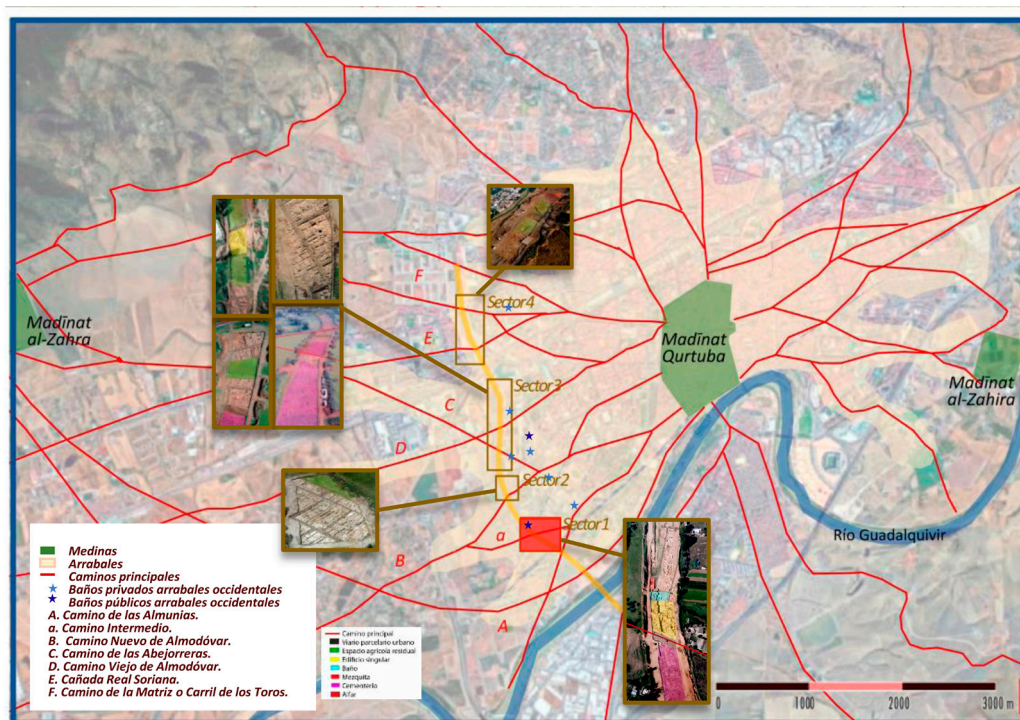 F
Sector4
E
Madīnat
al-Zahra
Madīnat
Qurtuba
Madīnat
al-Zahira
Sector3
C
D
Sector2
Sector1
a
B
Río Guadalquivir
A
Medinas
Arrabales
Caminos principales
Baños privados arrabales occidentales
Baños públicos arrabales occidentales
A. Camino de las Almunias.
a. Camino Intermedio.
B. Camino Nuevo de Almodóvar.
C. Camino de las Abejorreras.
D. Camino Viejo de Almodóvar.
E. Cañada Real Soriana.
F. Camino de la Matriz o Carril de los Toros.
Camino principal
Viario parcelario urbano
Espacio agrícola residual
Edificio singular
Baño
Mezquita
Cementerio
Alfar
0 1000 2000 3000 m